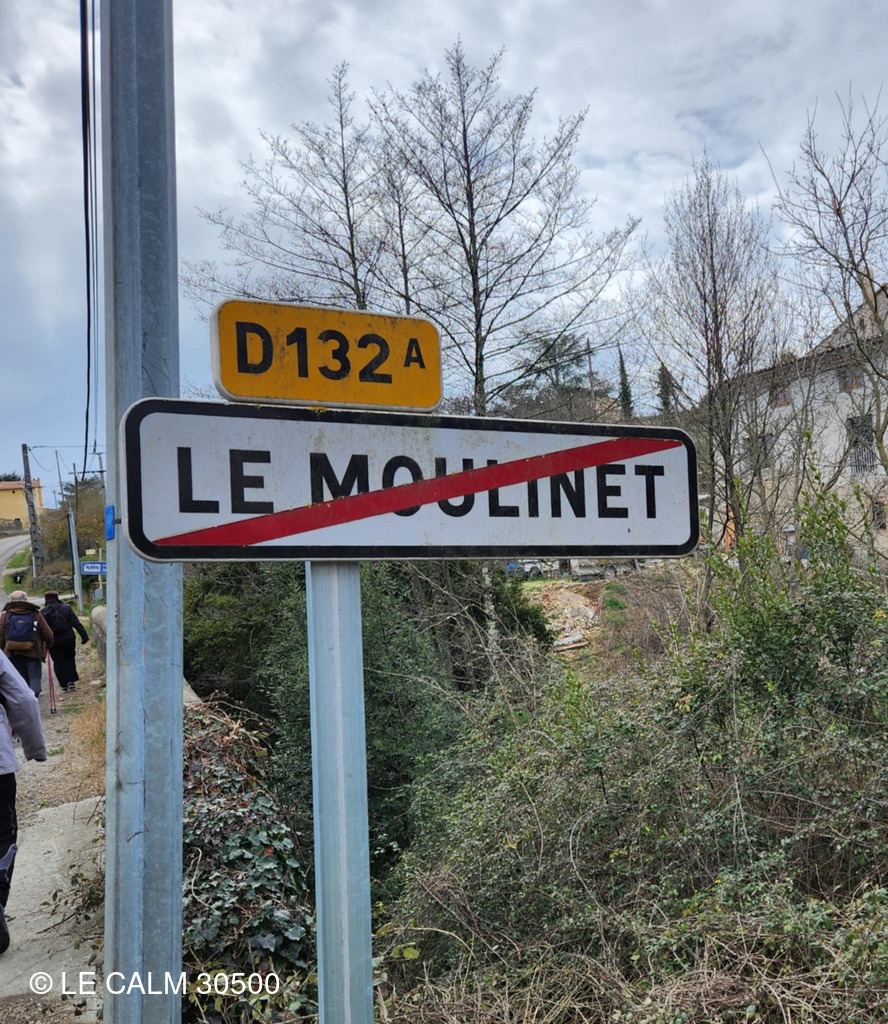 D132A
LE MOULINET
© LE CALM 30500